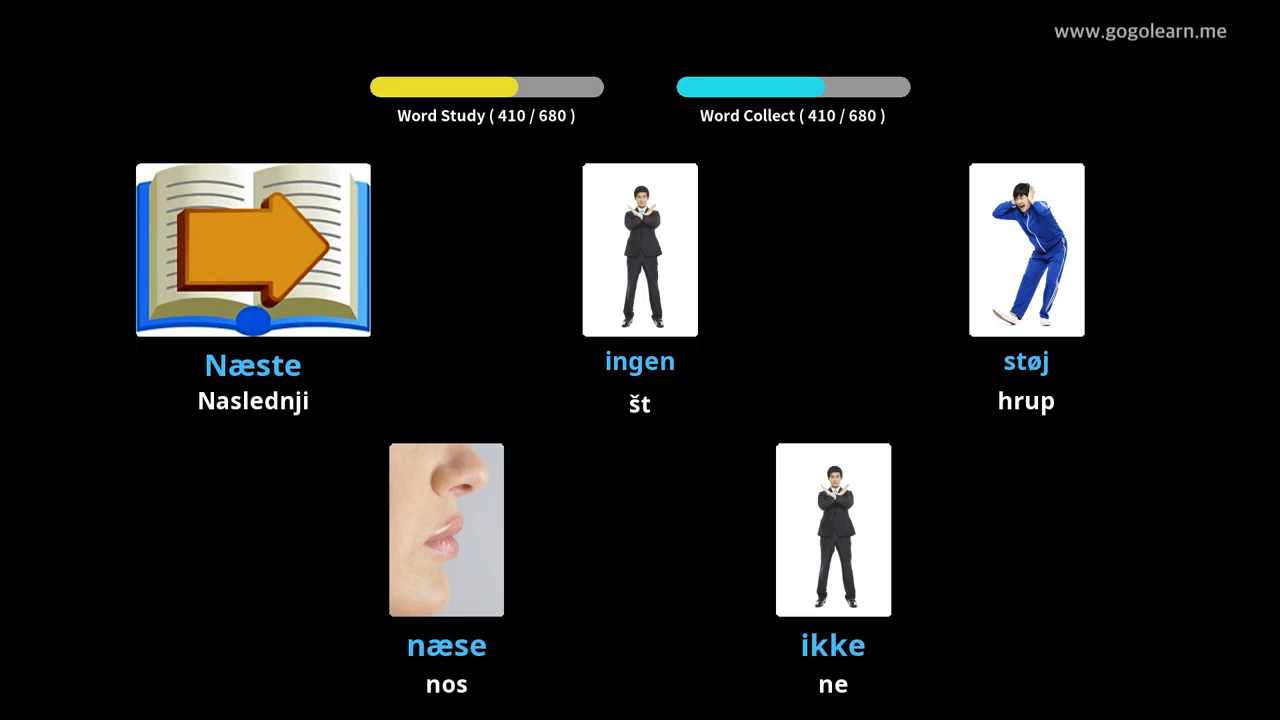 www.gogolearn.me
Word Study ( 410 / 680 )
Word Collect ( 410 / 680 )
Næste
Naslednji
ingen
št
støj
hrup
næse
nos
ikke
ne